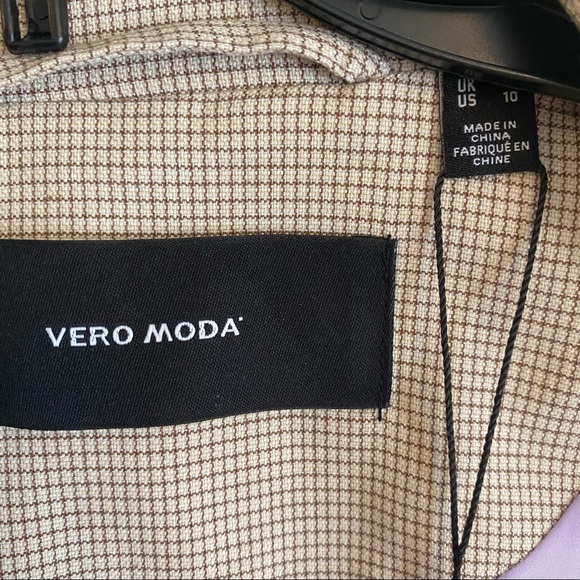 VERO MODA
UK
US 10
MADE IN
CHINA
FABRIQUÉ EN
CHINE